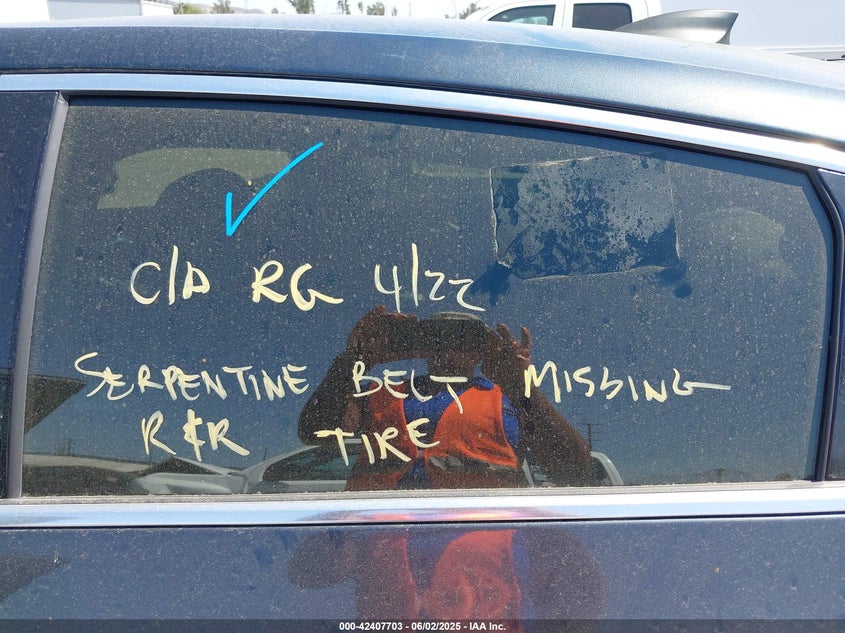 C/D RG 4/22
SERPENTINE BELT MISSING
R&R TIRE
000-42407703 / 06/02/2025 - IAA Inc.